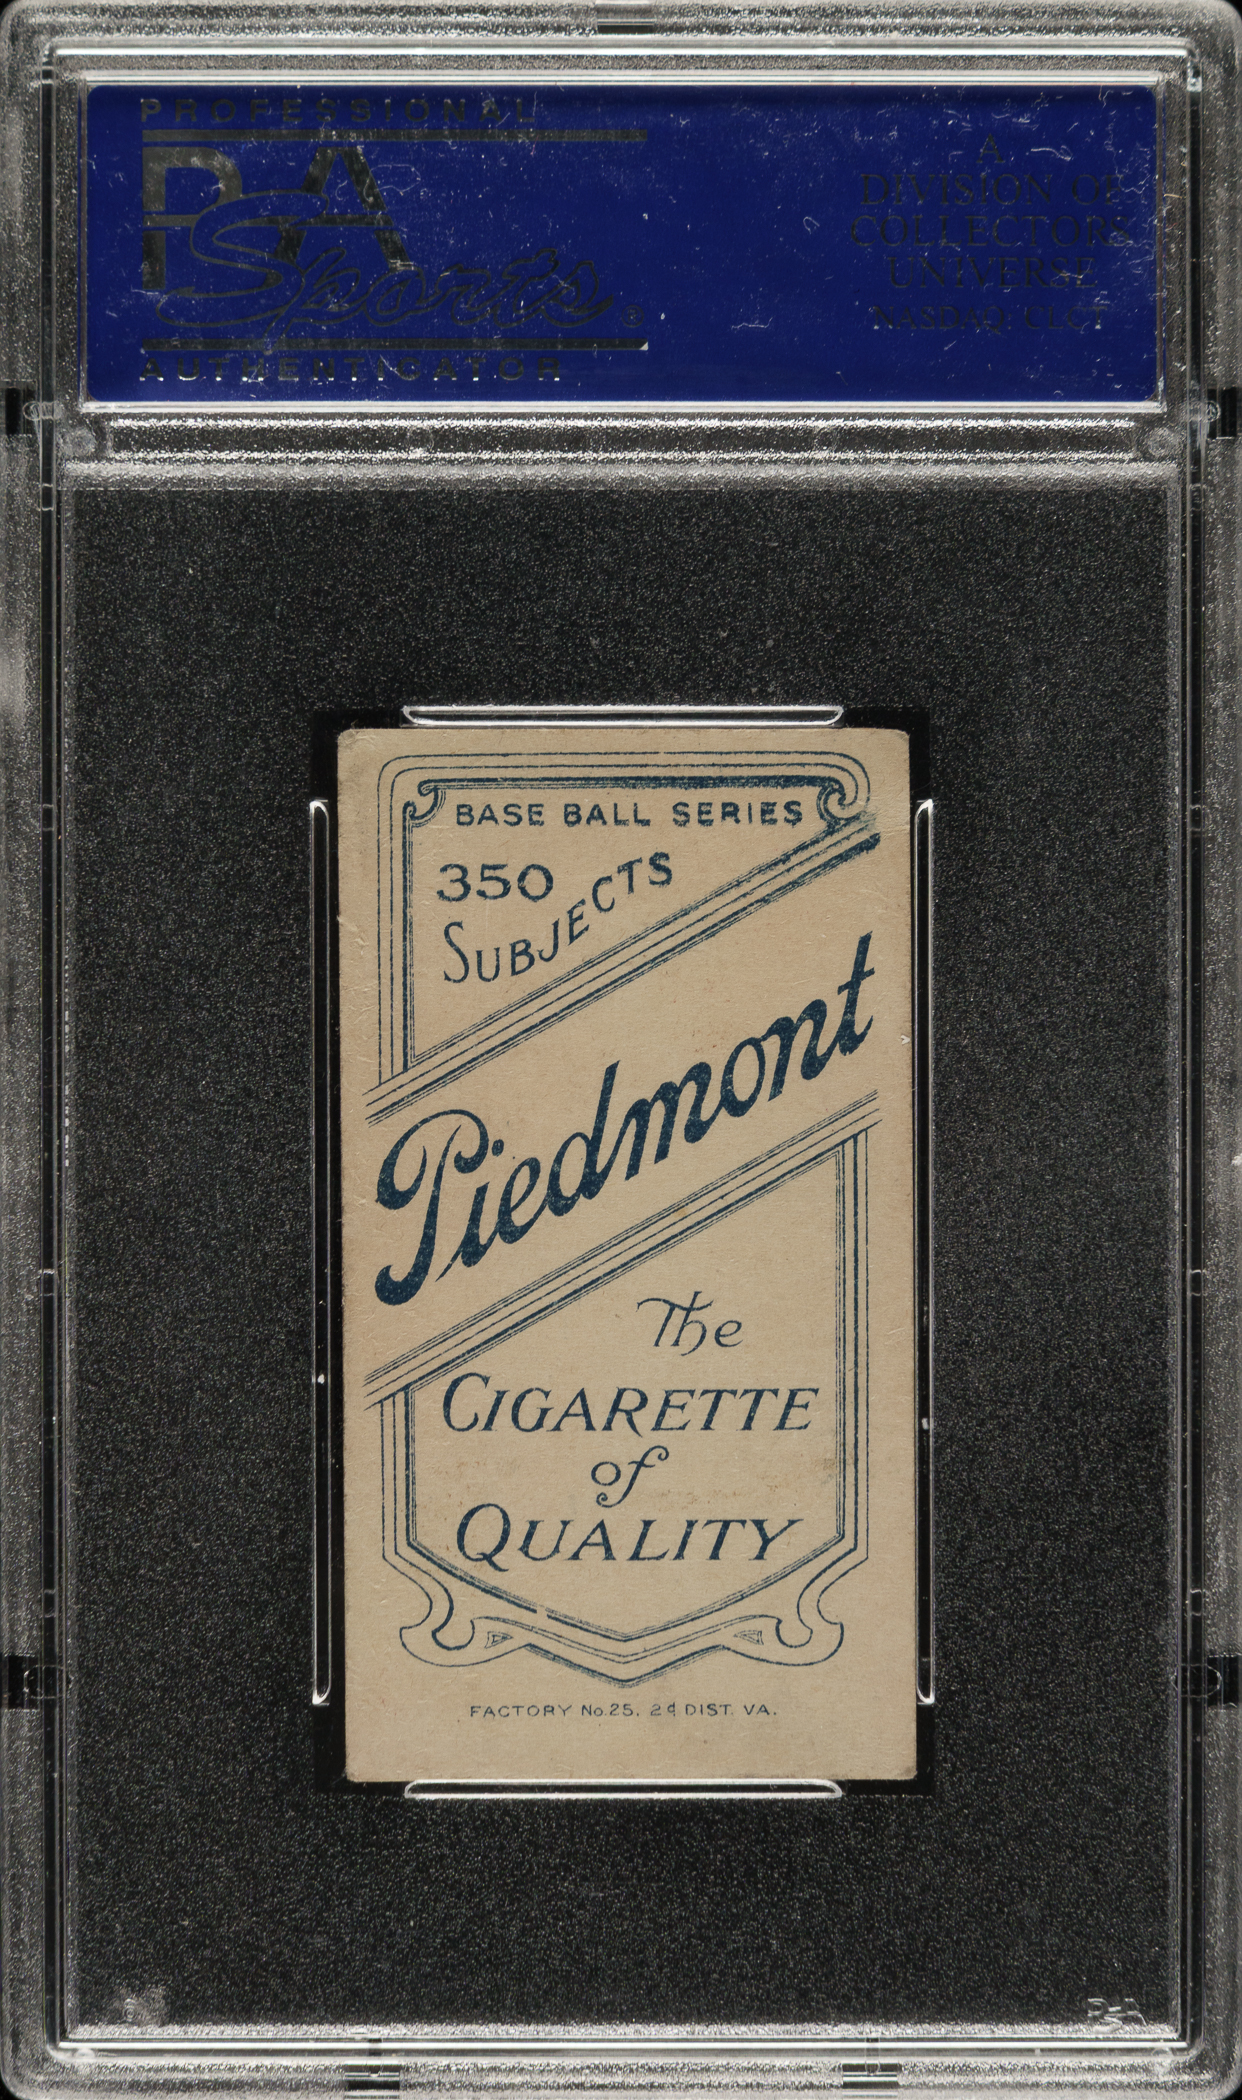 PROFESSIONAL
PSA
Sports ®
AUTHENTICATOR
A
DIVISION OF
COLLECTORS
UNIVERSE
NASDAQ: CLCT
BASE BALL SERIES
350
SUBJECTS
Piedmont
The
CIGARETTE
of
QUALITY
FACTORY No.25, 2d DIST. VA.
PSA